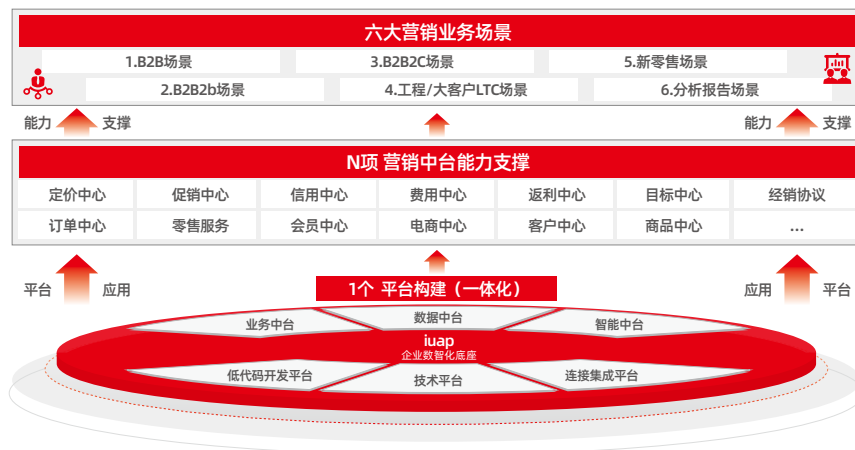 六大营销业务场景
1.B2B场景 3.B2B2C场景 5.新零售场景
2.B2B2b场景 4.工程/大客户LTC场景 6.分析报告场景
能力 支撑 能力 支撑
N项 营销中台能力支撑
定价中心 促销中心 信用中心 费用中心 返利中心 目标中心 经销协议
订单中心 零售服务 会员中心 电商中心 客户中心 商品中心 ...
平台 应用 1个 平台构建（一体化） 应用 平台
业务中台 数据中台 智能中台
iuap
企业数智化底座
低代码开发平台 技术平台 连接集成平台